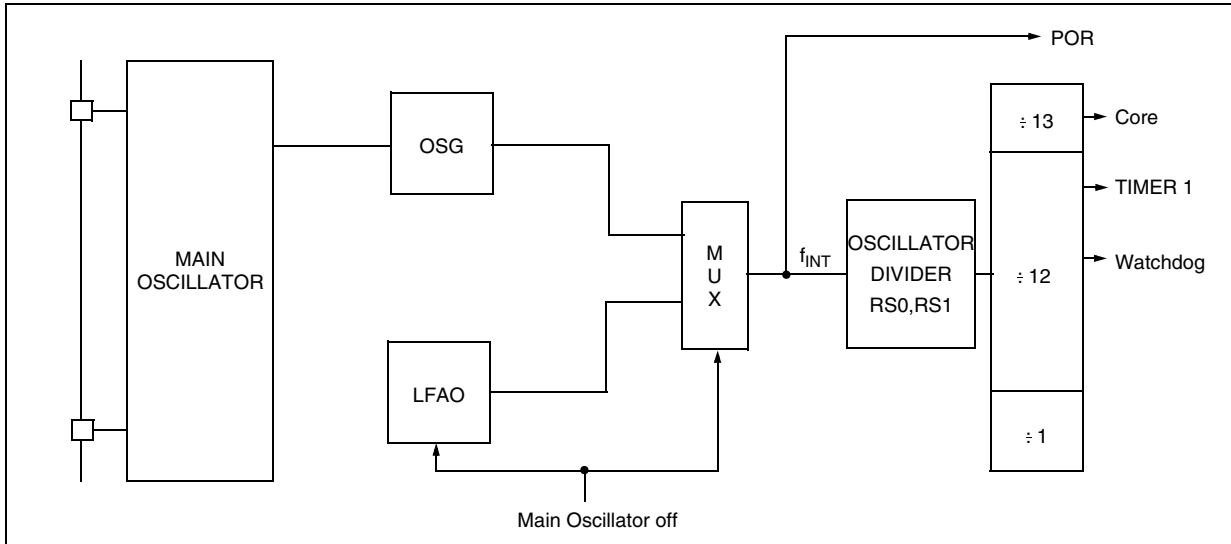 POR
÷ 13
Core
OSG
TIMER 1
MAIN
OSCILLATOR
M
U
X
fINT
OSCILLATOR
DIVIDER
RS0,RS1
÷ 12
Watchdog
LFAO
÷ 1
Main Oscillator off